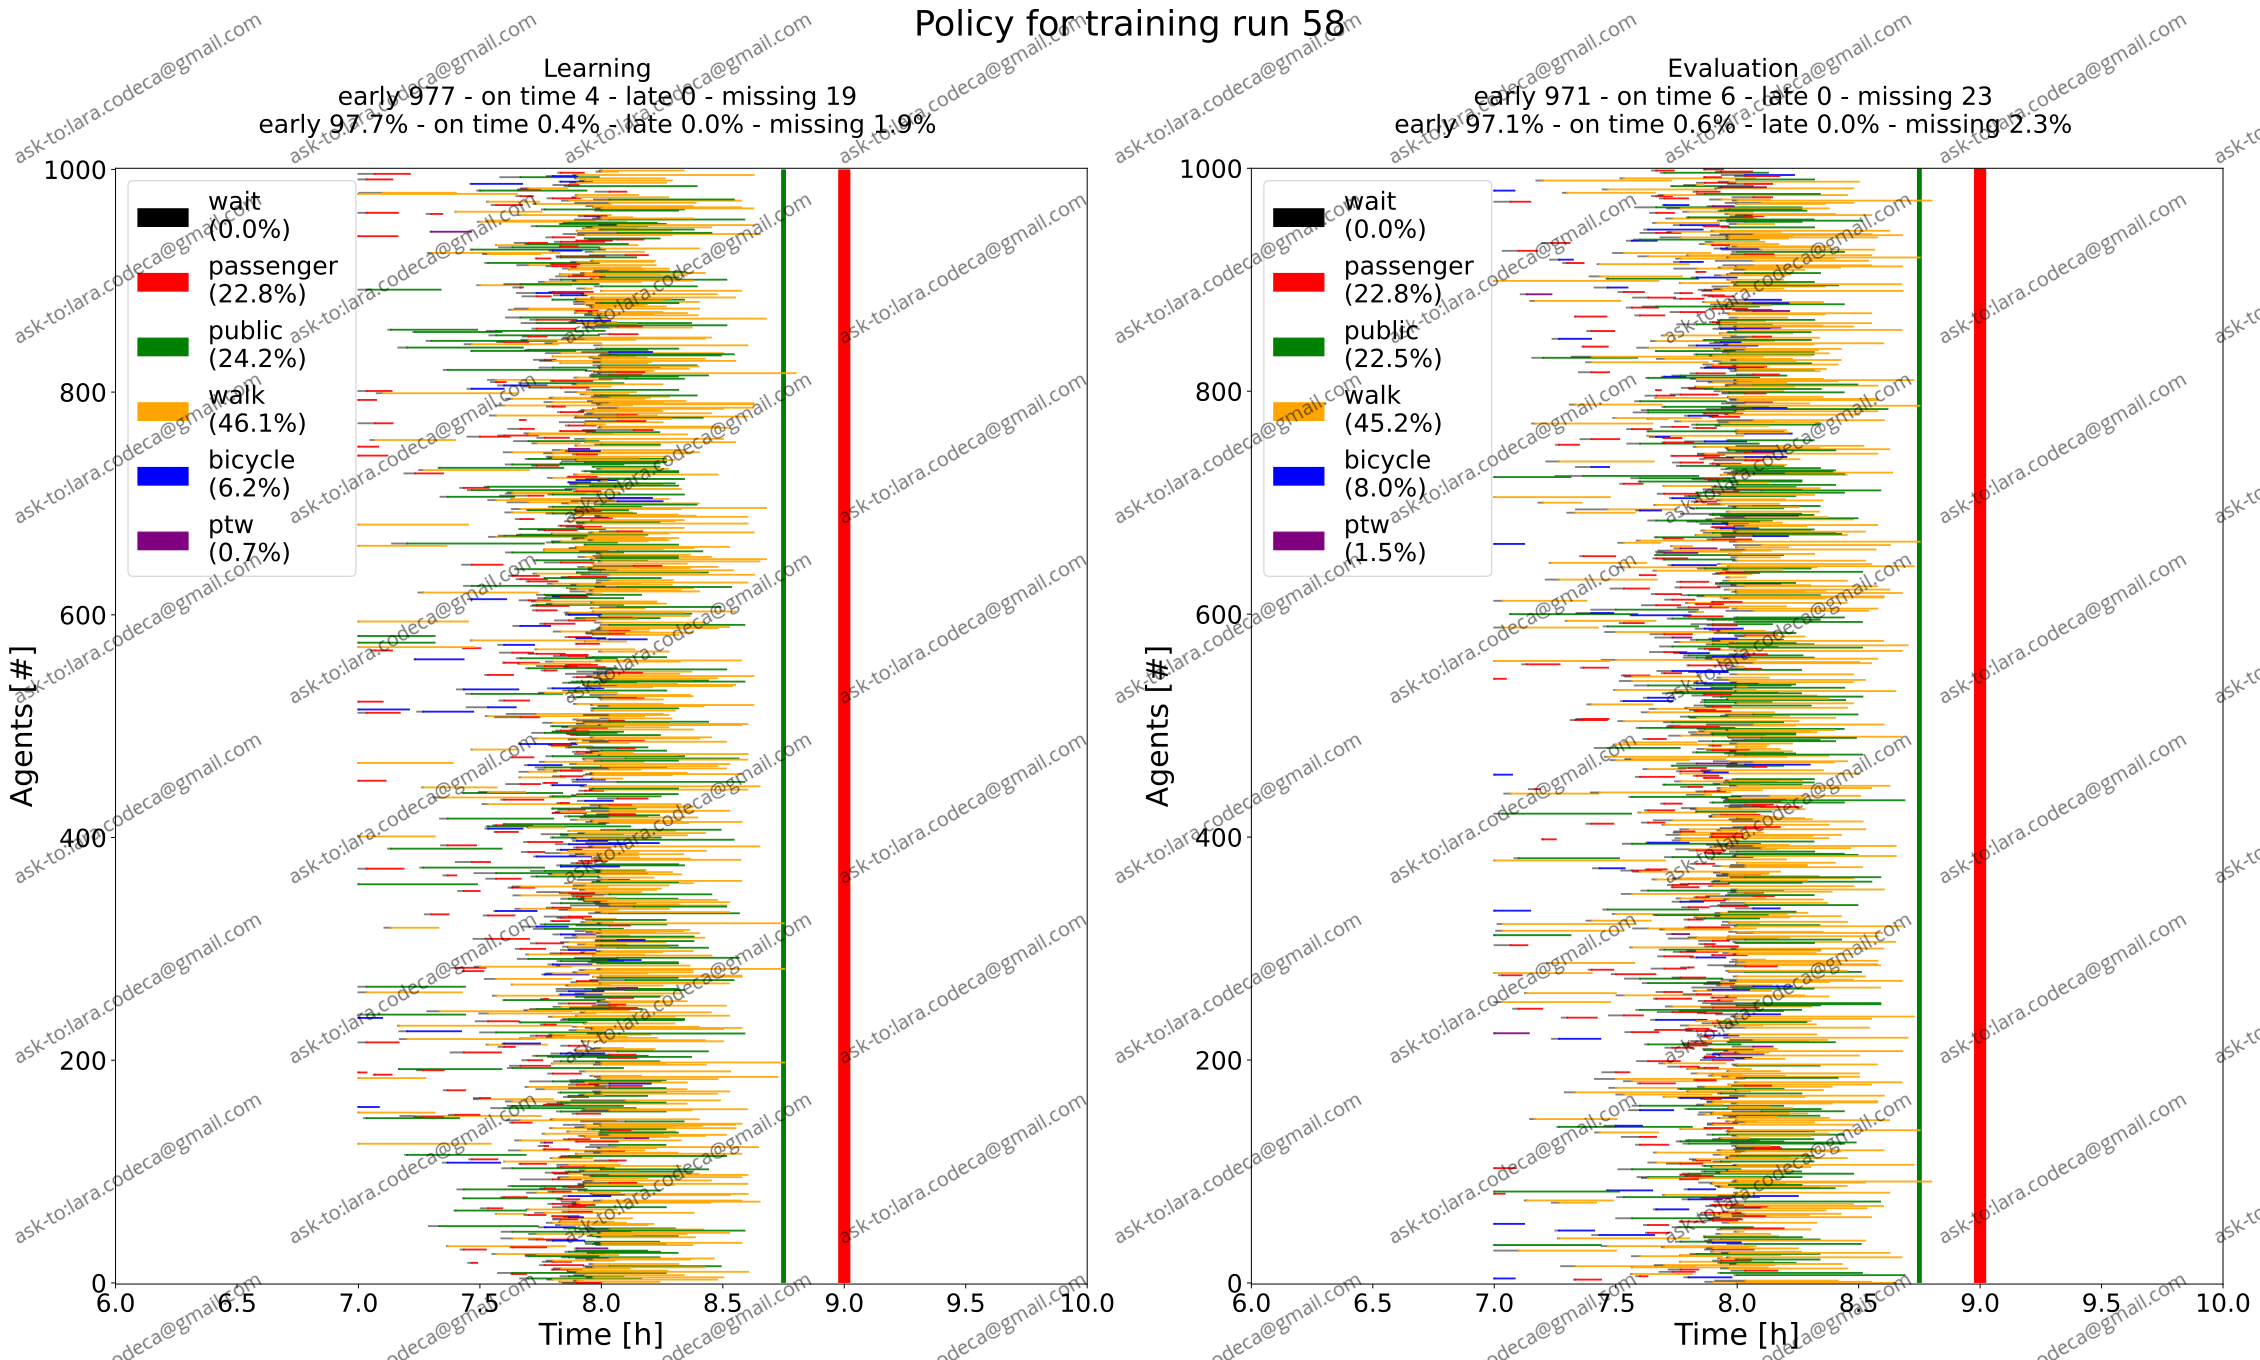 Policy for training run 58
Learning
early 977 - on time 4 - late 0 - missing 19
early 97.7% - on time 0.4% - late 0.0% - missing 1.9%
1000
800
600
400
200
0
Agents [#]
wait
(0.0%)
passenger
(22.8%)
public
(24.2%)
walk
(46.1%)
bicycle
(6.2%)
ptw
(0.7%)
6.0 6.5 7.0 7.5 8.0 8.5 9.0 9.5 10.0
Time [h]
Evaluation
early 971 - on time 6 - late 0 - missing 23
early 97.1% - on time 0.6% - late 0.0% - missing 2.3%
1000
800
600
400
200
0
Agents [#]
wait
(0.0%)
passenger
(22.8%)
public
(22.5%)
walk
(45.2%)
bicycle
(8.0%)
ptw
(1.5%)
6.0 6.5 7.0 7.5 8.0 8.5 9.0 9.5 10.0
Time [h]
ask-to:lara.codeca@gmail.com